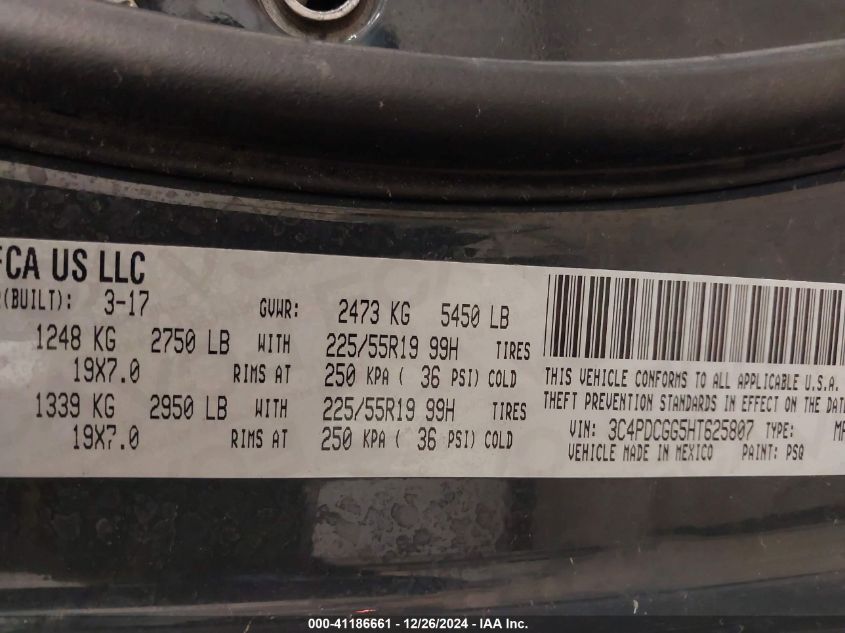 FCA US LLC
(BUILT): 3-17 GVWR: 2473 KG 5450 LB
1248 KG 2750 LB WITH 225/55R19 99H TIRES
19X7.0 RIMS AT 250 KPA ( 36 PSI) COLD
1339 KG 2950 LB WITH 225/55R19 99H TIRES
19X7.0 RIMS AT 250 KPA ( 36 PSI) COLD
THIS VEHICLE CONFORMS TO ALL APPLICABLE U.S.A.
THEFT PREVENTION STANDARDS IN EFFECT ON THE DATE
VIN: 3C4PDCGG5HT625807 TYPE:
VEHICLE MADE IN MEXICO PAINT: PSQ
000-41186661 - 12/26/2024 - IAA Inc.